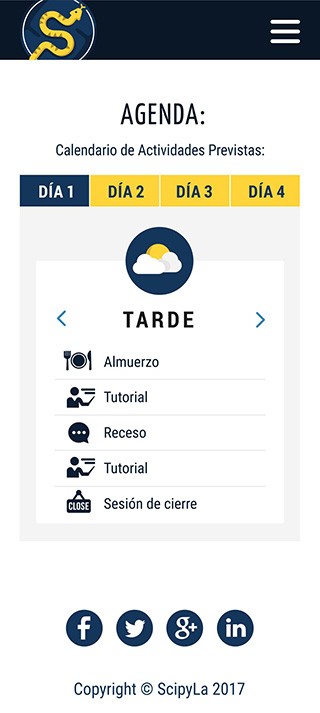 AGENDA:
Calendario de Actividades Previstas:
DÍA 1 DÍA 2 DÍA 3 DÍA 4
TARDE
Almuerzo
Tutorial
Receso
Tutorial
CLOSE Sesión de cierre
f g+ in
Copyright © ScipyLa 2017